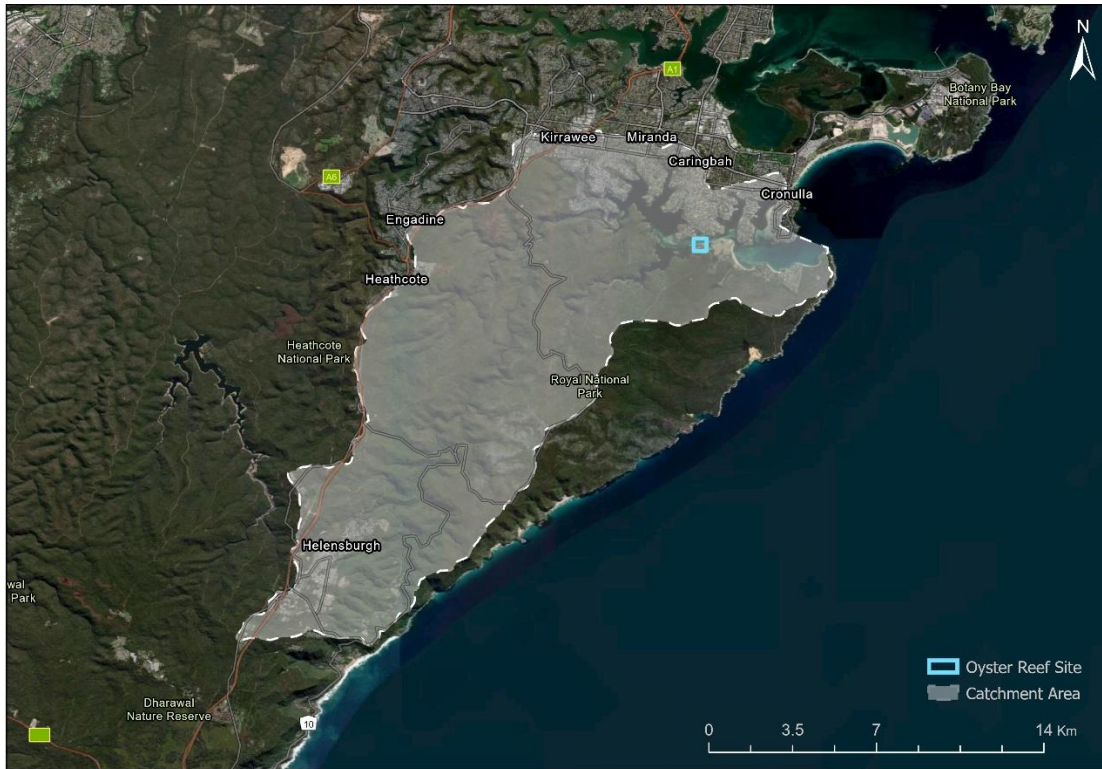 N
A1
Botany Bay
National Park
Kirrawee
Miranda
Caringbah
A6
Cronulla
Engadine
Heathcote
Heathcote
National Park
Royal National
Park
Helensburgh
wal
Park
Dharawal
Nature Reserve
10
Oyster Reef Site
Catchment Area
0 3.5 7 14 Km